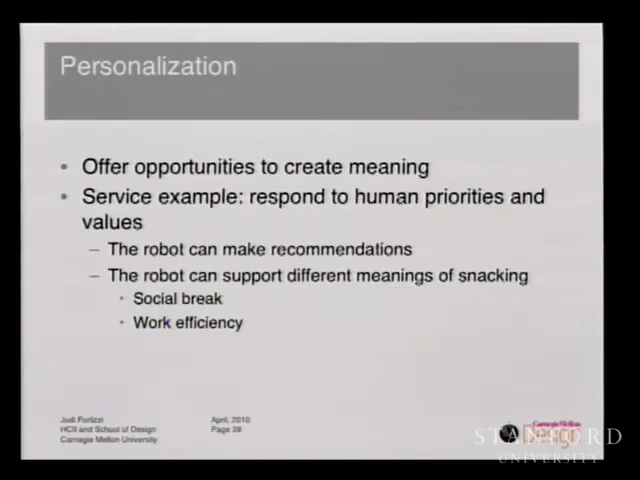 Personalization
• Offer opportunities to create meaning
• Service example: respond to human priorities and
values
– The robot can make recommendations
– The robot can support different meanings of snacking
• Social break
• Work efficiency
Jodi Forlizzi
HCII and School of Design
Carnegie Mellon University
April, 2010
Page 39
Carnegie Mellon
DESIGN
STANFORD
UNIVERSITY